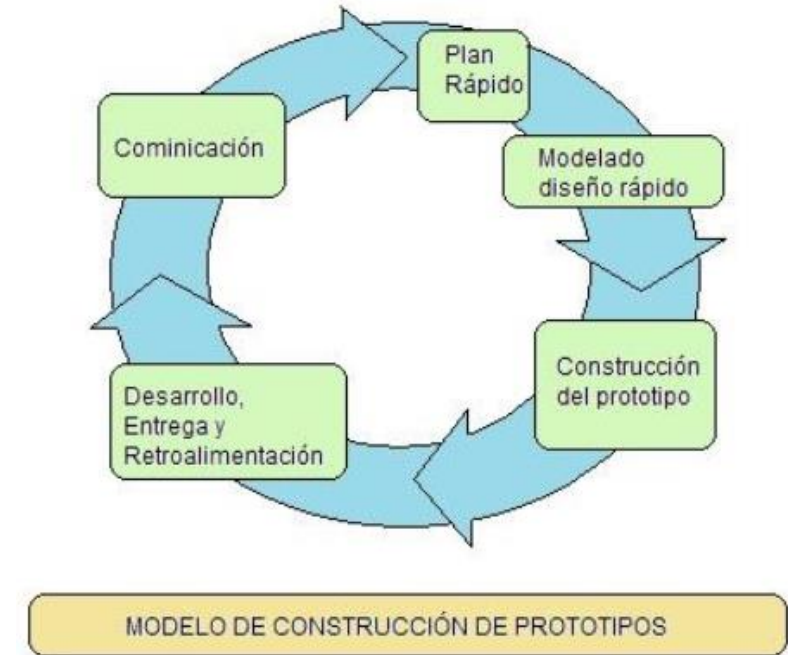 Plan
Rápido
Cominicación
Modelado
diseño rápido
Construcción
del prototipo
Desarrollo,
Entrega y
Retroalimentación
MODELO DE CONSTRUCCIÓN DE PROTOTIPOS